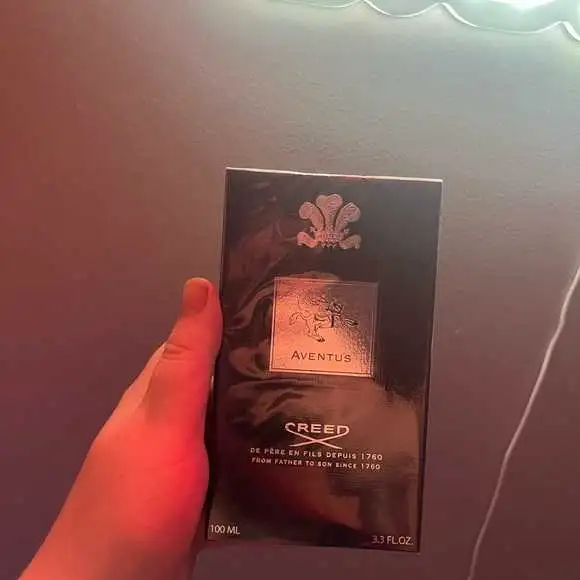 AVENTUS
CREED
DE PÈRE EN FILS DEPUIS 1760
FROM FATHER TO SON SINCE 1760
100 ML
3.3 FL.OZ.